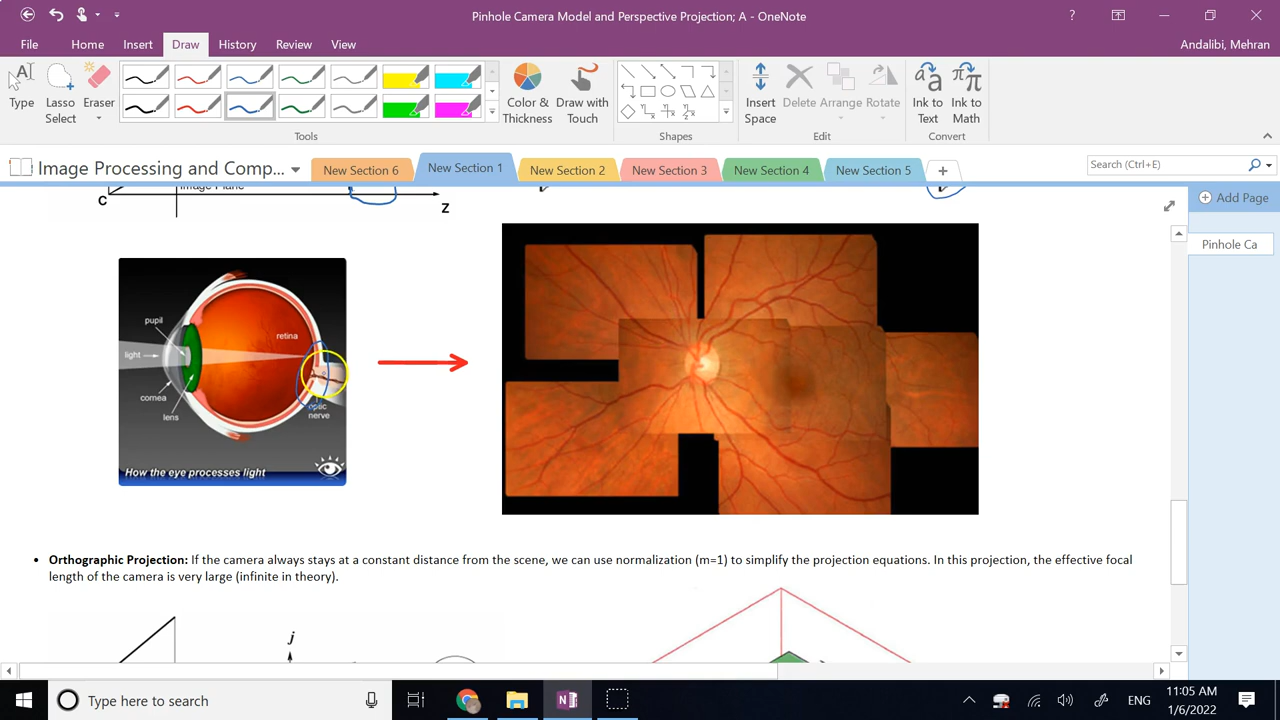 Pinhole Camera Model and Perspective Projection; A - OneNote
?
File
Home
Insert
Draw
History
Review
View
Andalibi, Mehran
Type
Lasso
Select
Eraser
Color &
Thickness
Draw with
Touch
Insert
Space
Delete
Arrange
Rotate
Ink to
Text
Ink to
Math
Tools
Shapes
Edit
Convert
Image Processing and Comp...
New Section 6
New Section 1
New Section 2
New Section 3
New Section 4
New Section 5
Search (Ctrl+E)
Add Page
Pinhole Ca
Image Plane
C
Z
pupil
light
cornea
lens
retina
optic
nerve
How the eye processes light
• Orthographic Projection: If the camera always stays at a constant distance from the scene, we can use normalization (m=1) to simplify the projection equations. In this projection, the effective focal
length of the camera is very large (infinite in theory).
j
Type here to search
ENG
11:05 AM
1/6/2022